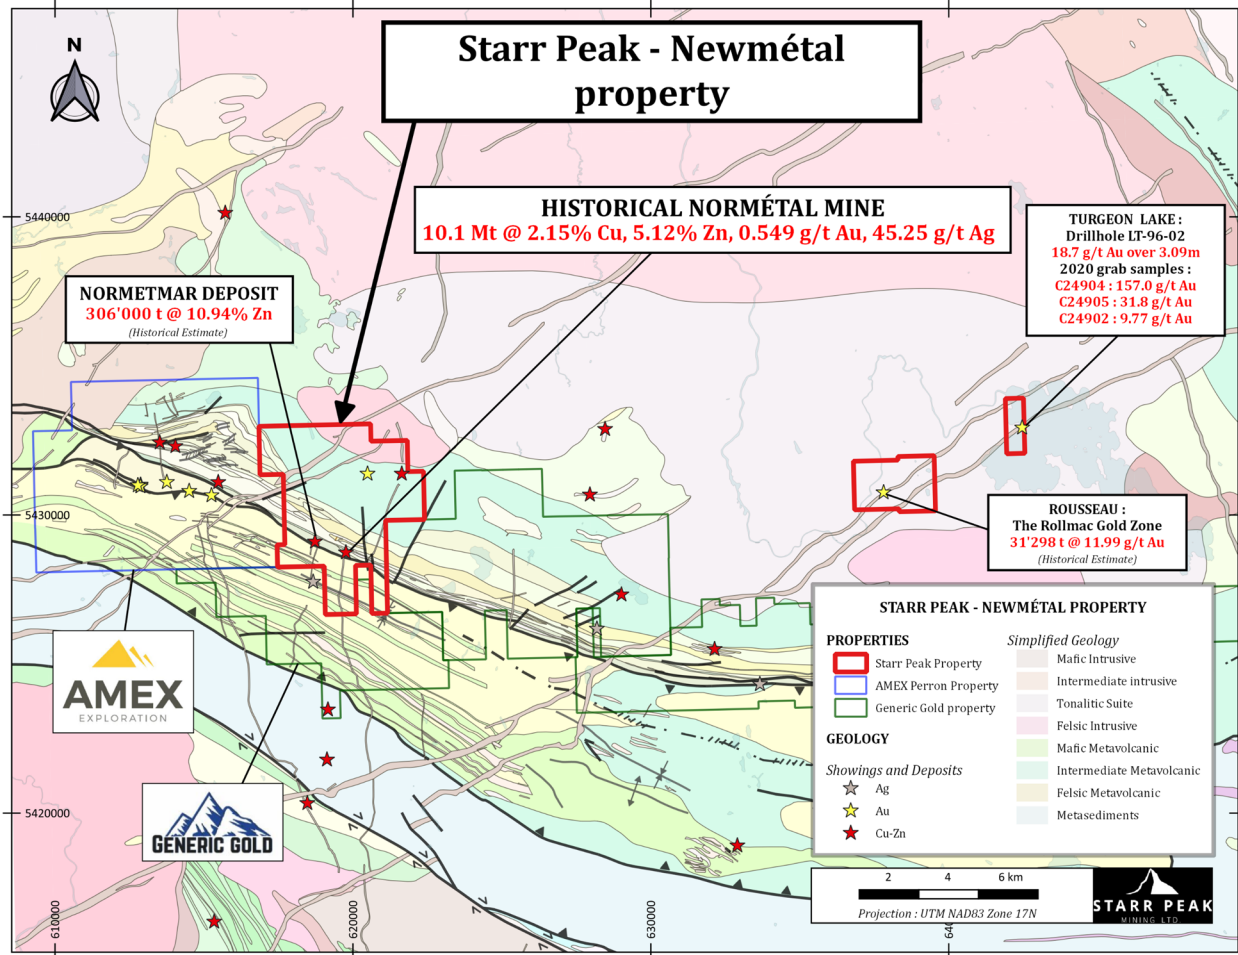 N
Starr Peak - Newmétal
property
HISTORICAL NORMÉTAL MINE
10.1 Mt @ 2.15% Cu, 5.12% Zn, 0.549 g/t Au, 45.25 g/t Ag
TURGEON LAKE :
Drillhole LT-96-02
18.7 g/t Au over 3.09m
2020 grab samples :
C24904 : 157.0 g/t Au
C24905 : 31.8 g/t Au
C24902 : 9.77 g/t Au
NORMETMAR DEPOSIT
306'000 t @ 10.94% Zn
(Historical Estimate)
ROUSSEAU :
The Rollmac Gold Zone
31'298 t @ 11.99 g/t Au
(Historical Estimate)
5440000
5430000
5420000
AMEX
EXPLORATION
GENERIC GOLD
STARR PEAK - NEWMÉTAL PROPERTY
PROPERTIES
Starr Peak Property
AMEX Perron Property
Generic Gold property
GEOLOGY
Showings and Deposits
Ag
Au
Cu-Zn
Simplified Geology
Mafic Intrusive
Intermediate intrusive
Tonalitic Suite
Felsic Intrusive
Mafic Metavolcanic
Intermediate Metavolcanic
Felsic Metavolcanic
Metasediments
2 4 6 km
Projection : UTM NAD83 Zone 17N
STARR PEAK
MINING LTD
610000
620000
630000